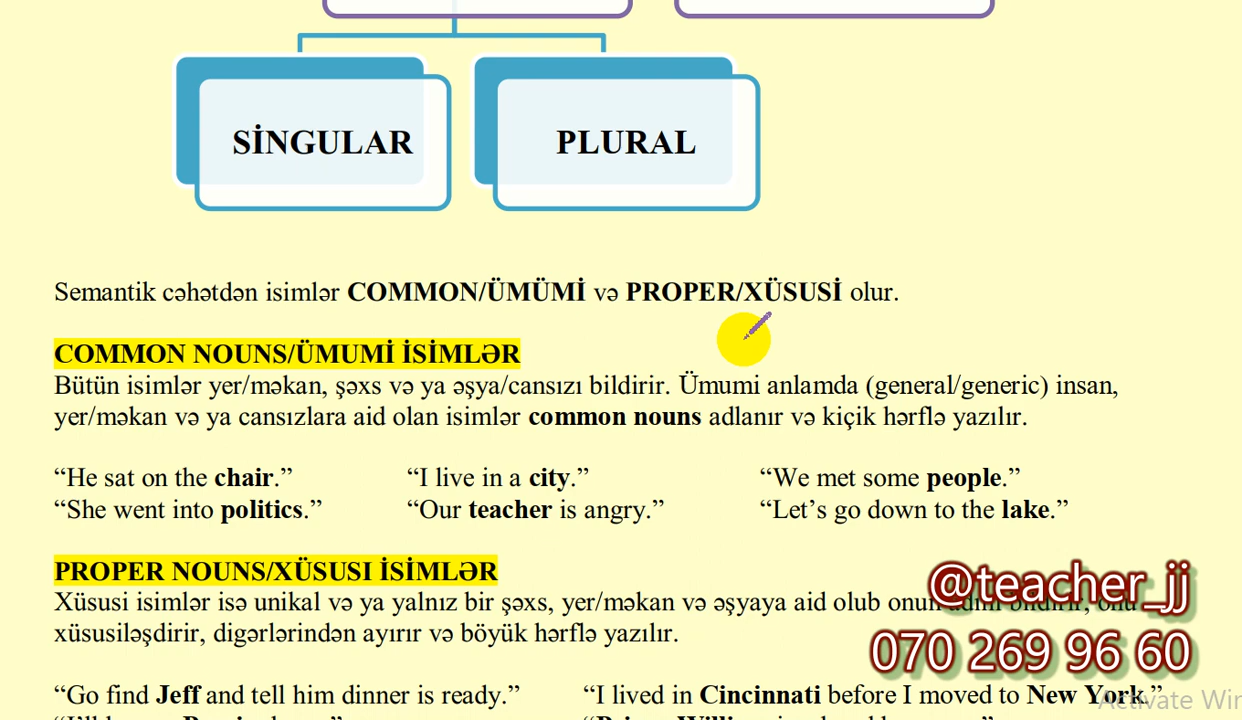 SİNGULAR PLURAL
Semantik cəhətdən isimlər COMMON/ÜMÜMİ və PROPER/XÜSUSİ olur.
COMMON NOUNS/ÜMUMİ İSİMLƏR
Bütün isimlər yer/məkan, şəxs və ya əşya/cansızı bildirir. Ümumi anlamda (general/generic) insan,
yer/məkan və ya cansızlara aid olan isimlər common nouns adlanır və kiçik hərflə yazılır.
“He sat on the chair.” “I live in a city.” “We met some people.”
“She went into politics.” “Our teacher is angry.” “Let’s go down to the lake.”
PROPER NOUNS/XÜSUSI İSİMLƏR
@teacher_jj
Xüsusi isimlər isə unikal və ya yalnız bir şəxs, yer/məkan və əşyaya aid olub onun adını bildirir, onu
xüsusiləşdirir, digərlərindən ayırır və böyük hərflə yazılır.
070 269 96 60
“Go find Jeff and tell him dinner is ready.” “I lived in Cincinnati before I moved to New York.”
Activate Win